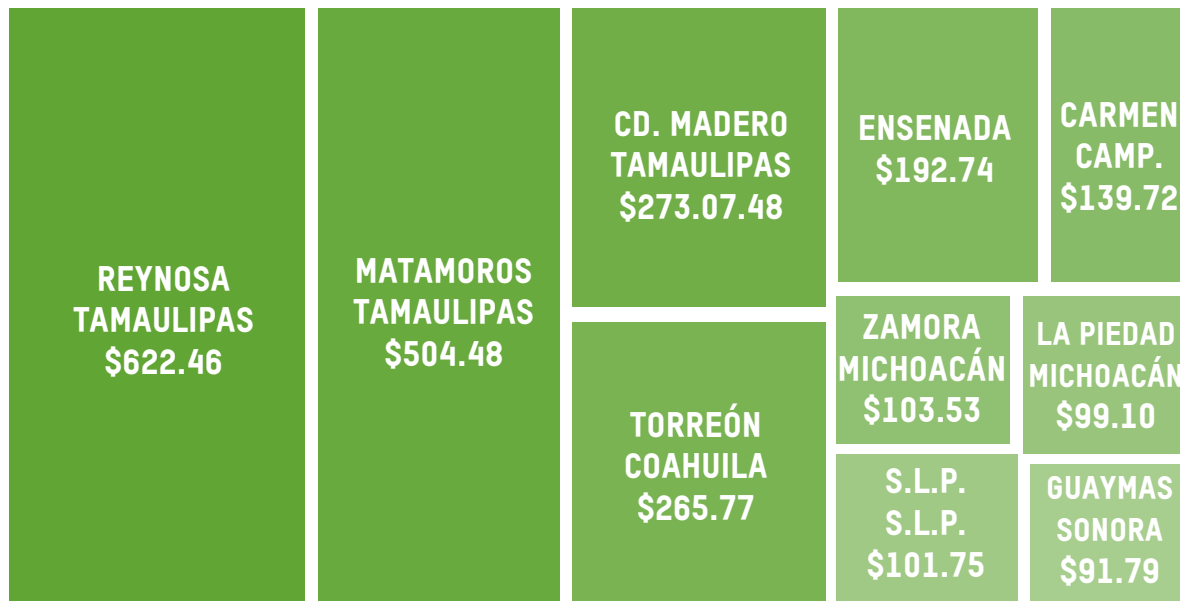 REYNOSA
TAMAULIPAS
$622.46
MATAMOROS
TAMAULIPAS
$504.48
CD. MADERO
TAMAULIPAS
$273.07.48
TORREÓN
COAHUILA
$265.77
ENSENADA
$192.74
CARMEN
CAMP.
$139.72
ZAMORA
MICHOACÁN
$103.53
LA PIEDAD
MICHOACÁN
$99.10
S.L.P.
S.L.P.
$101.75
GUAYMAS
SONORA
$91.79